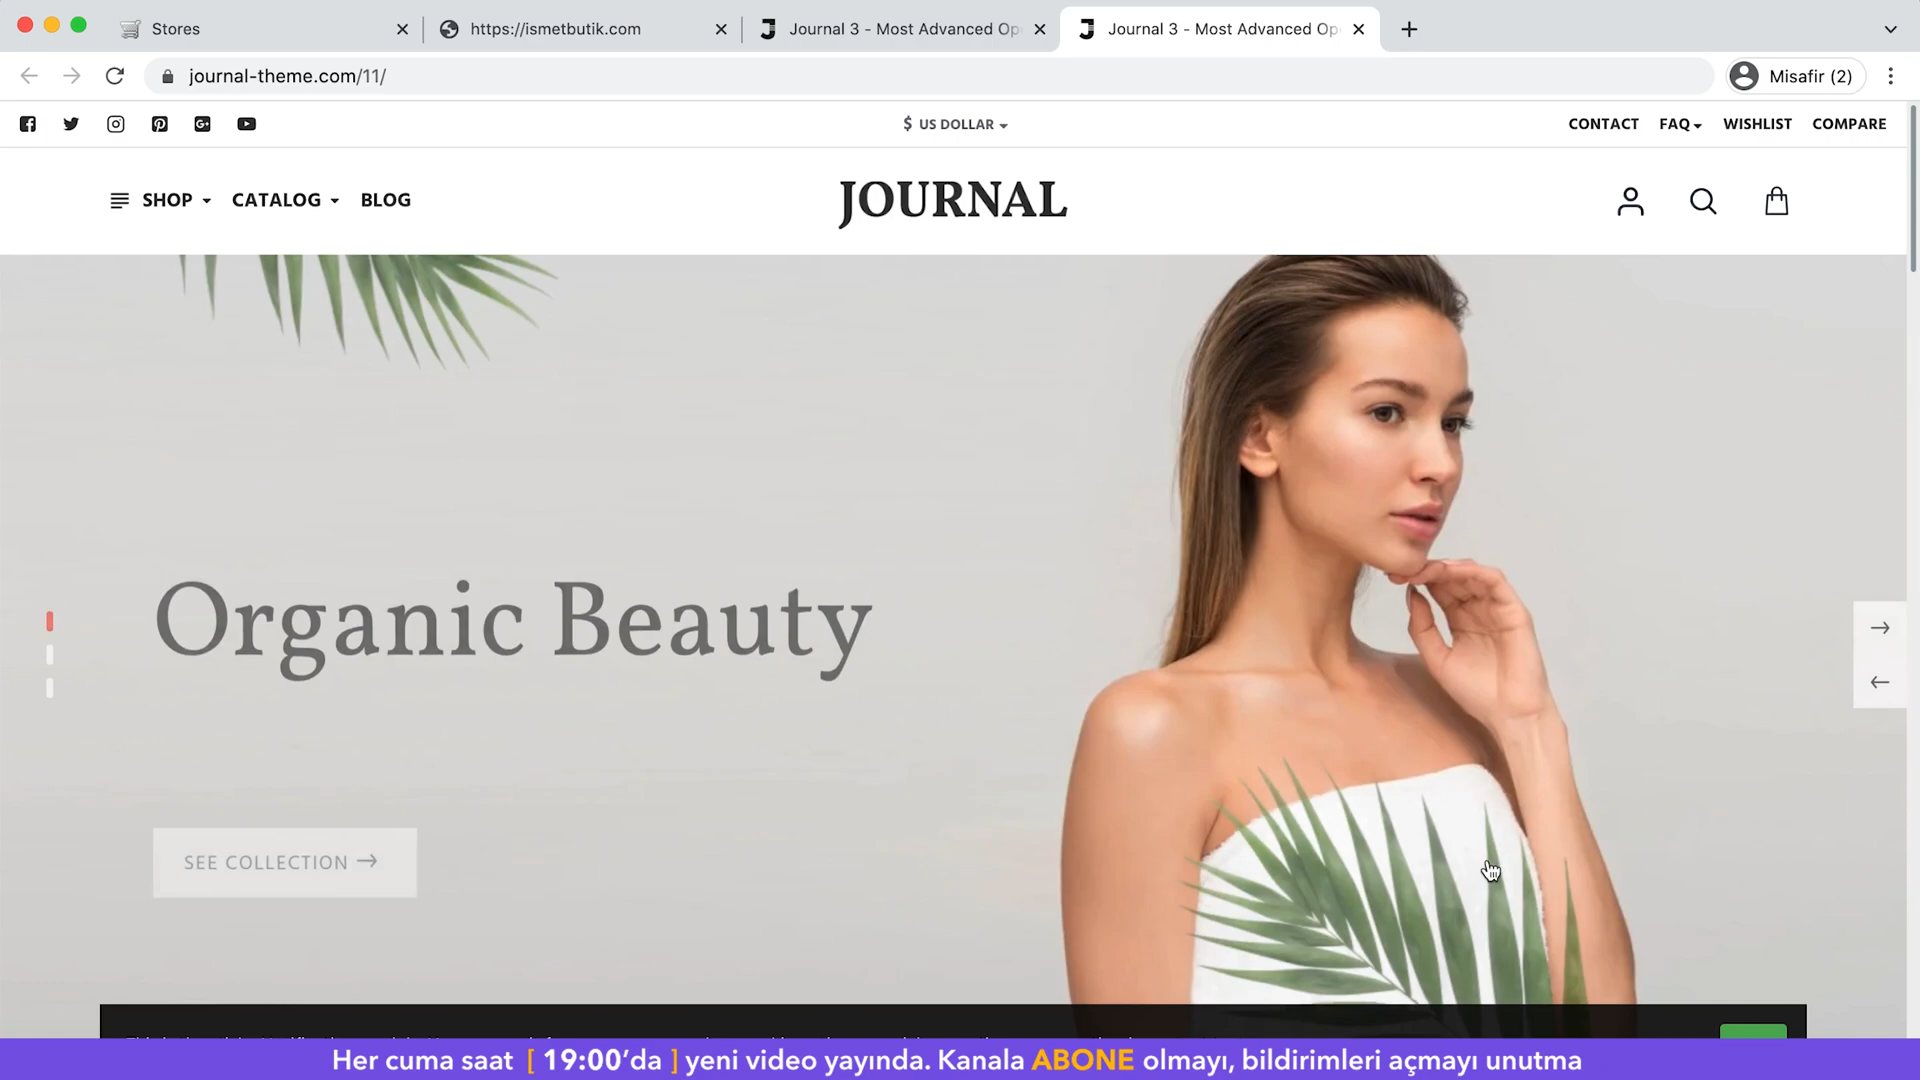 Stores
https://ismetbutik.com
Journal 3 - Most Advanced Op
Journal 3 - Most Advanced Op
journal-theme.com/11/
Misafir (2)
$ US DOLLAR
CONTACT FAQ WISHLIST COMPARE
SHOP CATALOG BLOG
JOURNAL
Organic Beauty
SEE COLLECTION →
Her cuma saat [ 19:00’da ] yeni video yayında. Kanala ABONE olmayı, bildirimleri açmayı unutma